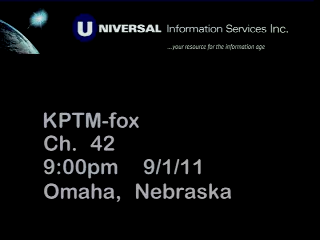 UNIVERSAL Information Services Inc.
...your resource for the information age
KPTM-fox
Ch. 42
9:00pm 9/1/11
Omaha, Nebraska